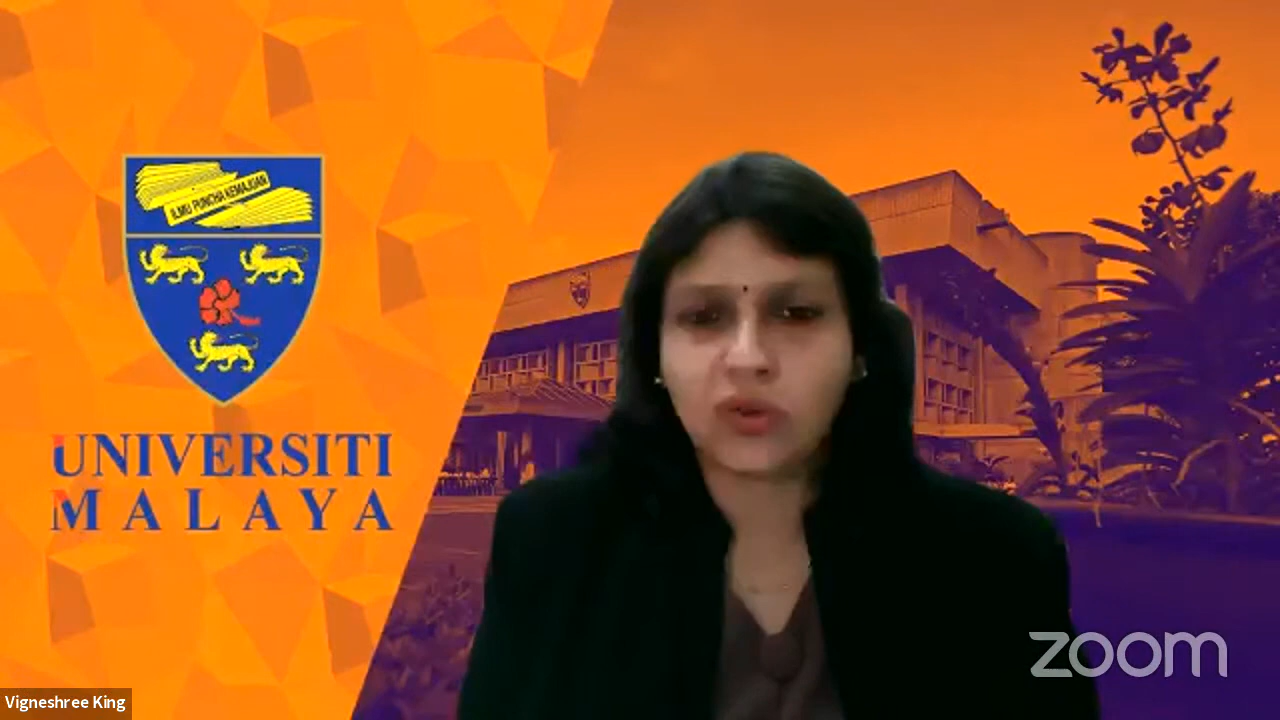 ILMU PUNCHA KEMAJUAN
UNIVERSITI
MALAYA
zoom
Vigneshree King